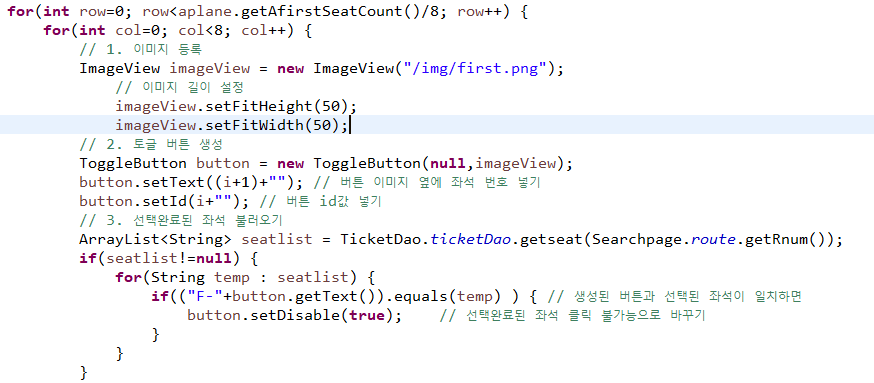 for(int row=0; row<aplane.getAfirstSeatCount()/8; row++) {
for(int col=0; col<8; col++) {
// 1. 이미지 등록
ImageView imageView = new ImageView("/img/first.png");
// 이미지 길이 설정
imageView.setFitHeight(50);
imageView.setFitWidth(50);
// 2. 토글 버튼 생성
ToggleButton button = new ToggleButton(null,imageView);
button.setText((i+1)+""); // 버튼 이미지 옆에 좌석 번호 넣기
button.setId(i+""); // 버튼 id값 넣기
// 3. 선택완료된 좌석 불러오기
ArrayList<String> seatlist = TicketDao.ticketDao.getseat(Searchpage.route.getRnum());
if(seatlist!=null) {
for(String temp : seatlist) {
if(("F-"+button.getText()).equals(temp) ) { // 생성된 버튼과 선택된 좌석이 일치하면
button.setDisable(true); // 선택완료된 좌석 클릭 불가능으로 바꾸기
}
}
}